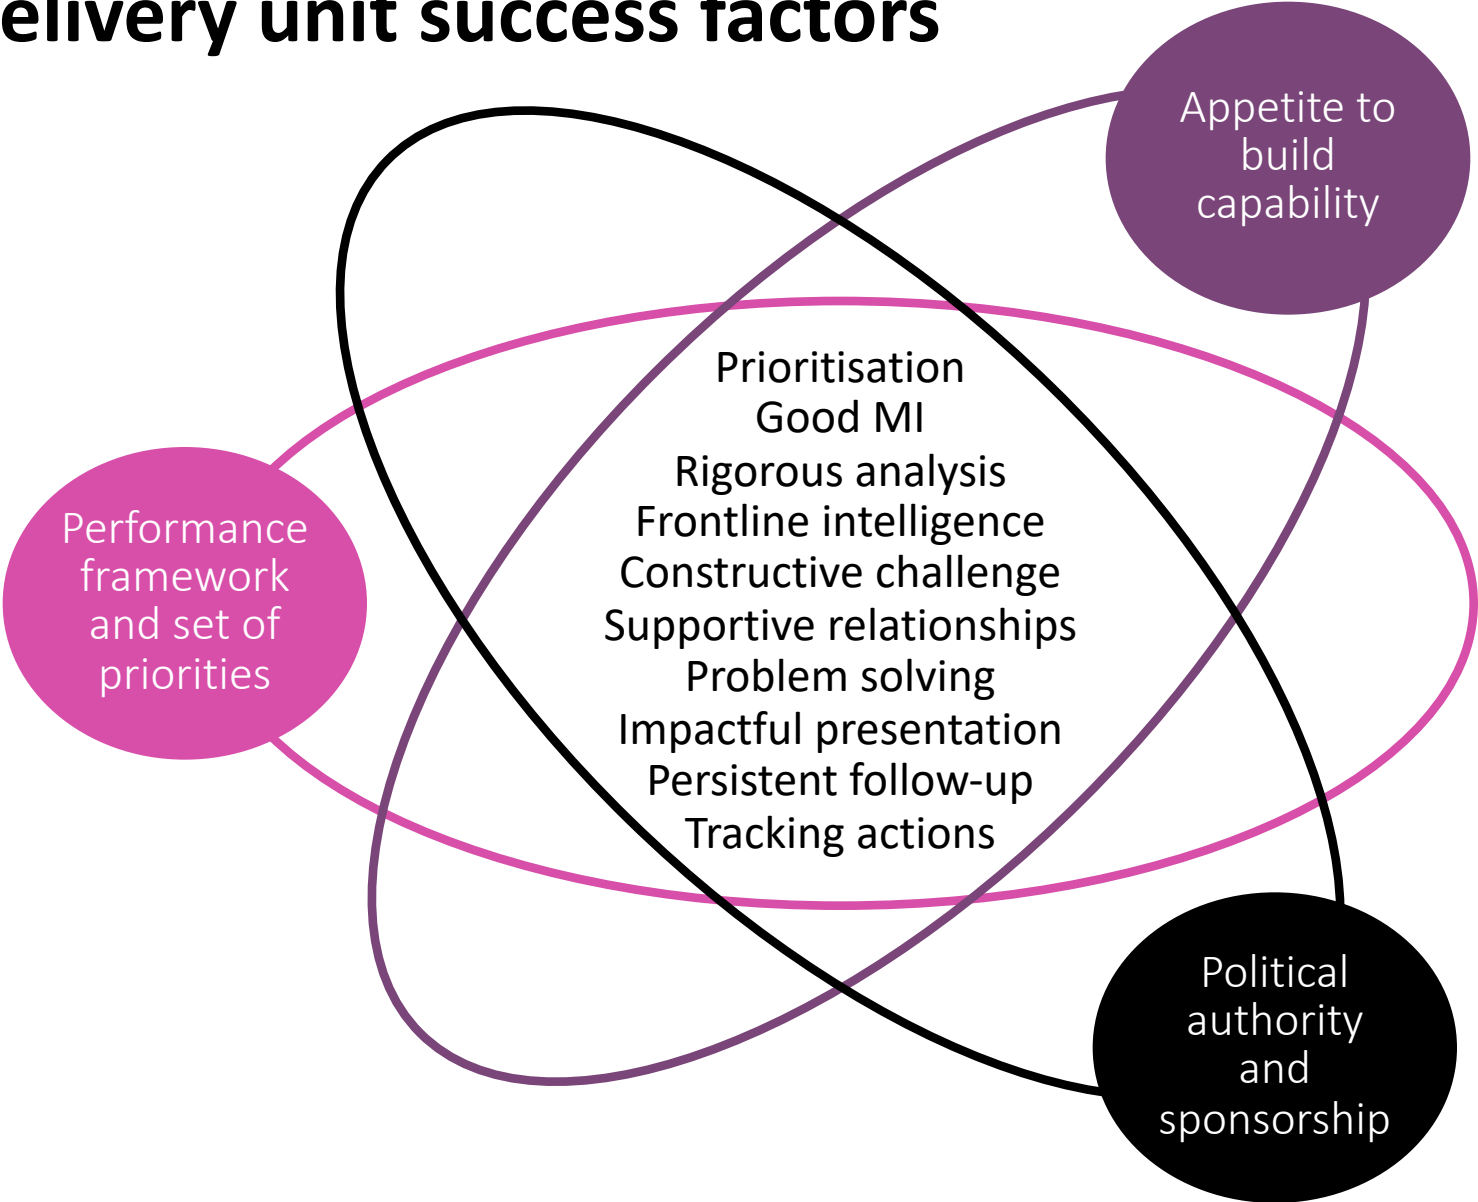 elivery unit success factors
Appetite to
build
capability
Prioritisation
Good MI
Rigorous analysis
Frontline intelligence
Constructive challenge
Supportive relationships
Problem solving
Impactful presentation
Persistent follow-up
Tracking actions
Performance
framework
and set of
priorities
Political
authority
and
sponsorship